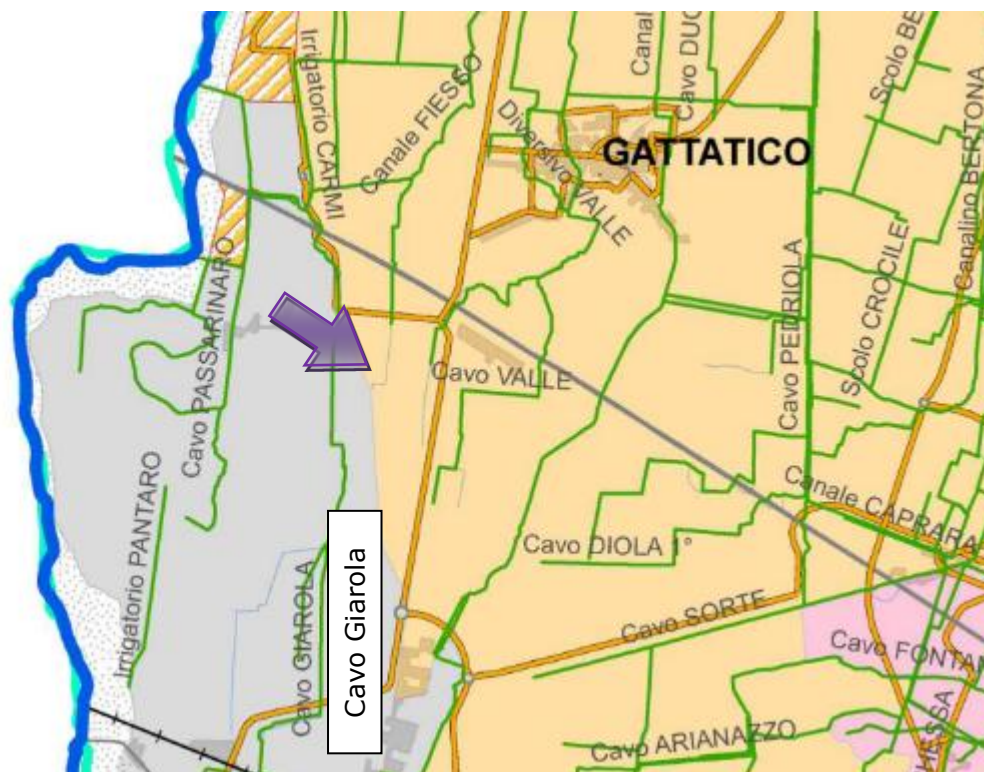 Irrigatorio CARMI
Canale FIESSO
Canal
Cavo DUC
Scolo BE
Canalino BERTONA
GATTATICO
Diversivo VALLE
Cavo PASSARINARO
Cavo VALLE
Cavo PEDRIOLA
Scolo CROCILE
Irrigatorio PANTARO
Canale CAPRARA
Cavo DIOLA 1°
Cavo GIAROLA
Cavo Giarola
Cavo SORTE
Cavo FONTAN
HESSA
Cavo ARIANAZZO